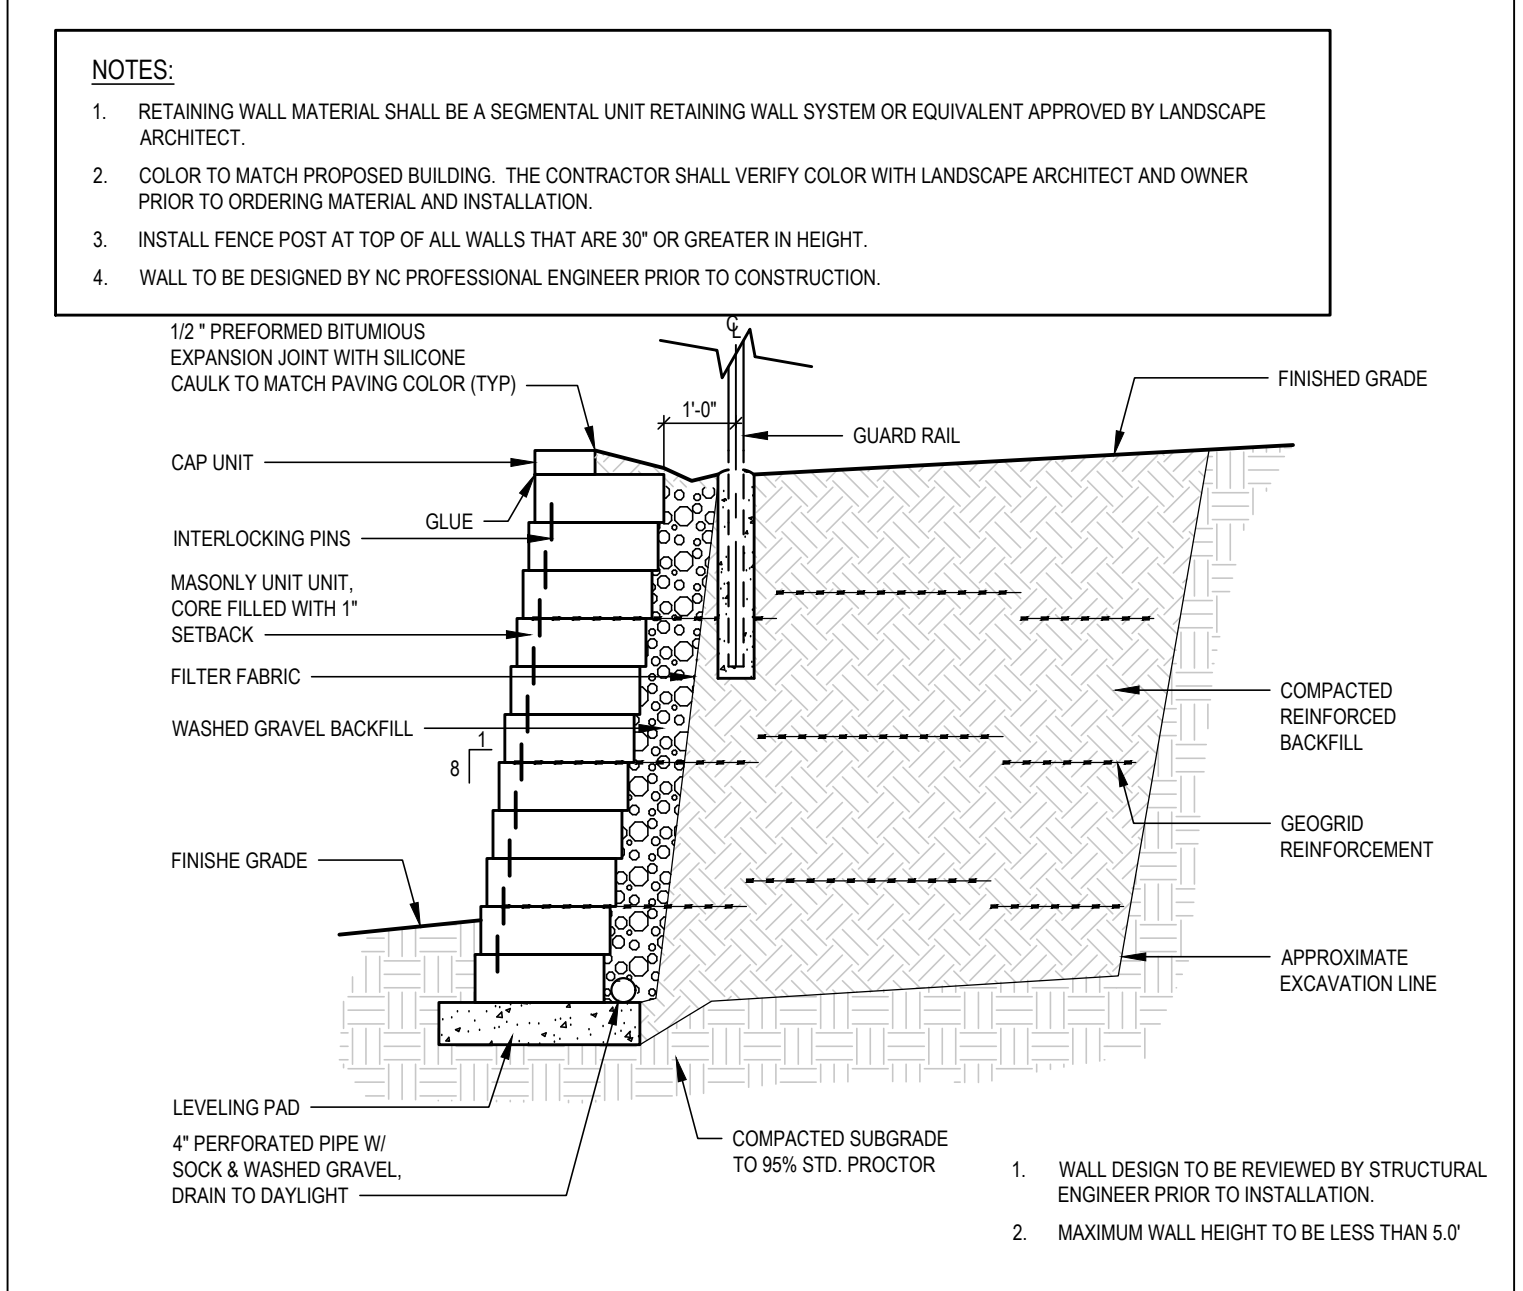 NOTES:
1. RETAINING WALL MATERIAL SHALL BE A SEGMENTAL UNIT RETAINING WALL SYSTEM OR EQUIVALENT APPROVED BY LANDSCAPE
ARCHITECT.
2. COLOR TO MATCH PROPOSED BUILDING. THE CONTRACTOR SHALL VERIFY COLOR WITH LANDSCAPE ARCHITECT AND OWNER
PRIOR TO ORDERING MATERIAL AND INSTALLATION.
3. INSTALL FENCE POST AT TOP OF ALL WALLS THAT ARE 30" OR GREATER IN HEIGHT.
4. WALL TO BE DESIGNED BY NC PROFESSIONAL ENGINEER PRIOR TO CONSTRUCTION.
1/2 " PREFORMED BITUMIOUS
EXPANSION JOINT WITH SILICONE
CAULK TO MATCH PAVING COLOR (TYP)
℄
1'-0"
FINISHED GRADE
GUARD RAIL
CAP UNIT
GLUE
INTERLOCKING PINS
MASONLY UNIT UNIT,
CORE FILLED WITH 1"
SETBACK
FILTER FABRIC
WASHED GRAVEL BACKFILL
1
8
COMPACTED
REINFORCED
BACKFILL
GEOGRID
REINFORCEMENT
FINISHE GRADE
APPROXIMATE
EXCAVATION LINE
LEVELING PAD
4" PERFORATED PIPE W/
SOCK & WASHED GRAVEL,
DRAIN TO DAYLIGHT
COMPACTED SUBGRADE
TO 95% STD. PROCTOR
1. WALL DESIGN TO BE REVIEWED BY STRUCTURAL
ENGINEER PRIOR TO INSTALLATION.
2. MAXIMUM WALL HEIGHT TO BE LESS THAN 5.0'